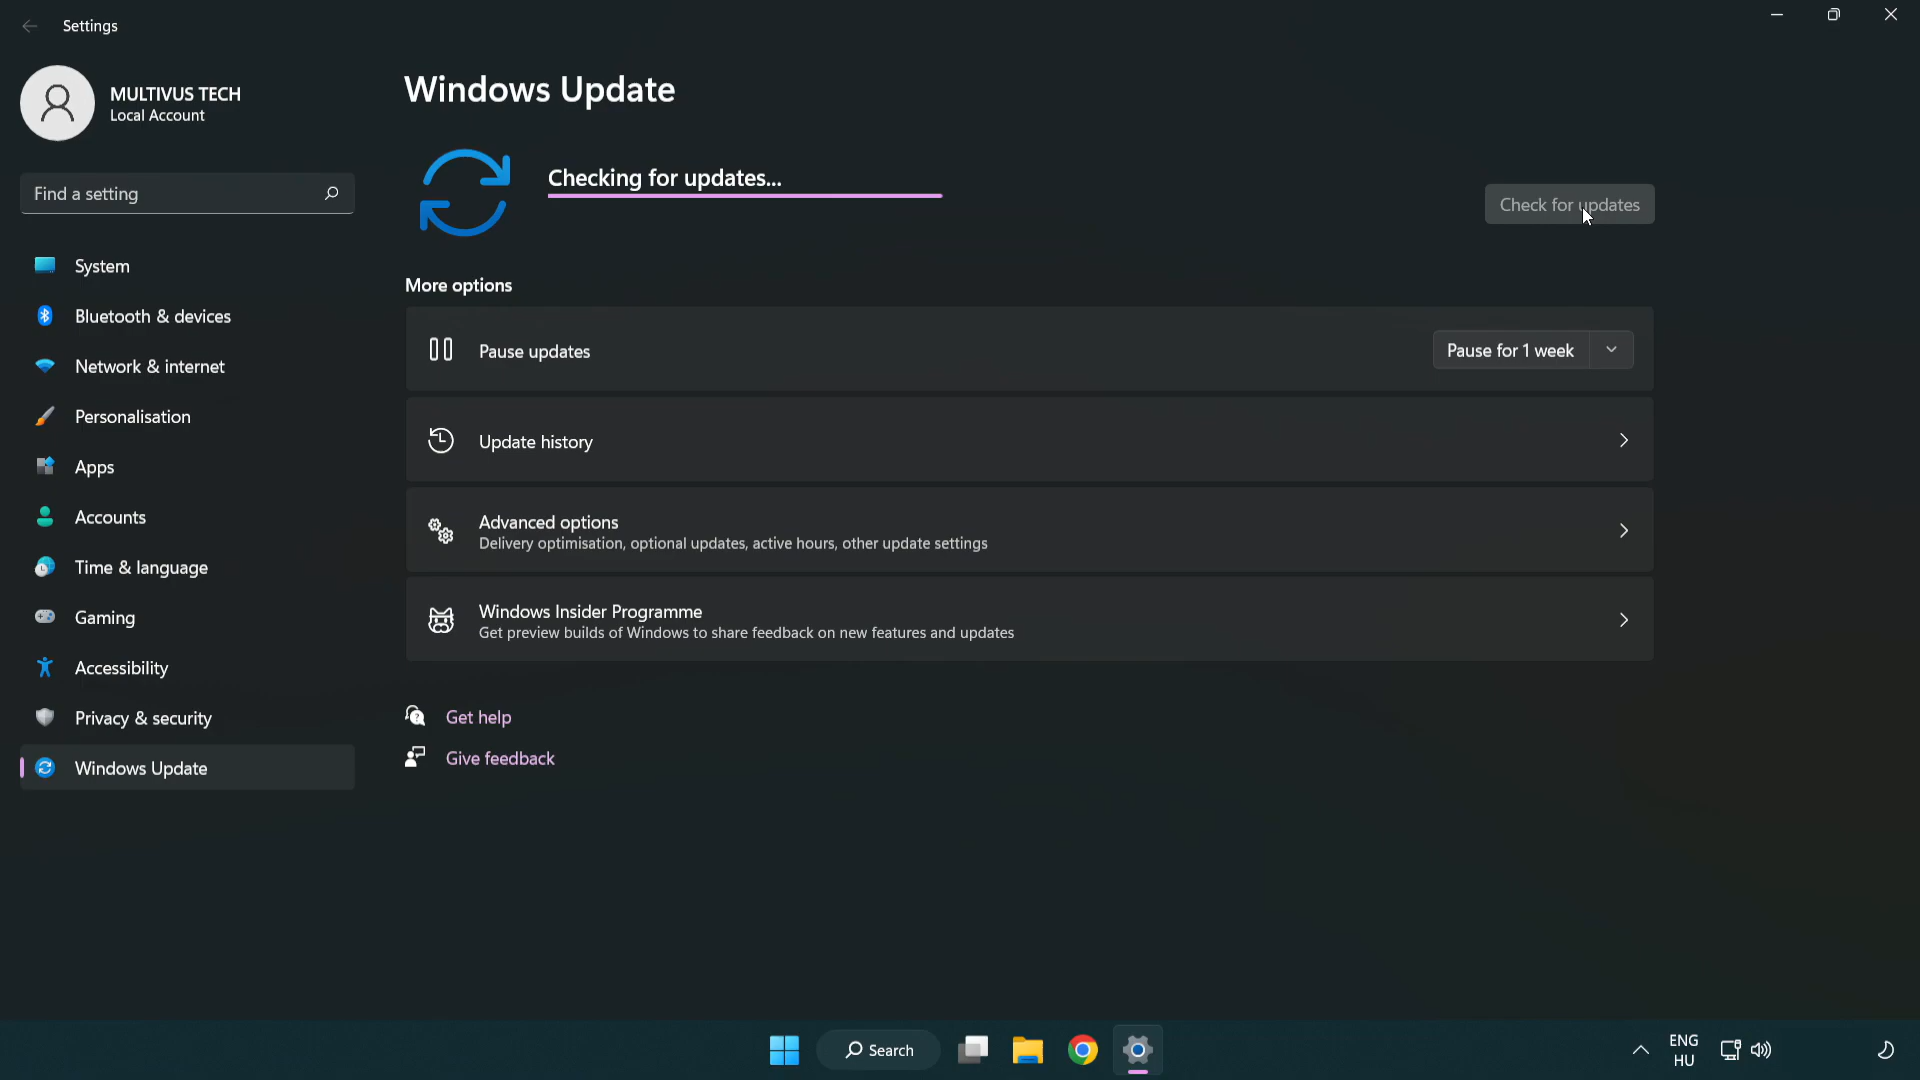 Settings
MULTIVUS TECH
Local Account
Find a setting
System
Bluetooth & devices
Network & internet
Personalisation
Apps
Accounts
Time & language
Gaming
Accessibility
Privacy & security
Windows Update
Windows Update
Checking for updates...
Check for updates
More options
Pause updates
Pause for 1 week
Update history
Advanced options
Delivery optimisation, optional updates, active hours, other update settings
Windows Insider Programme
Get preview builds of Windows to share feedback on new features and updates
Get help
Give feedback
Search
ENG
HU